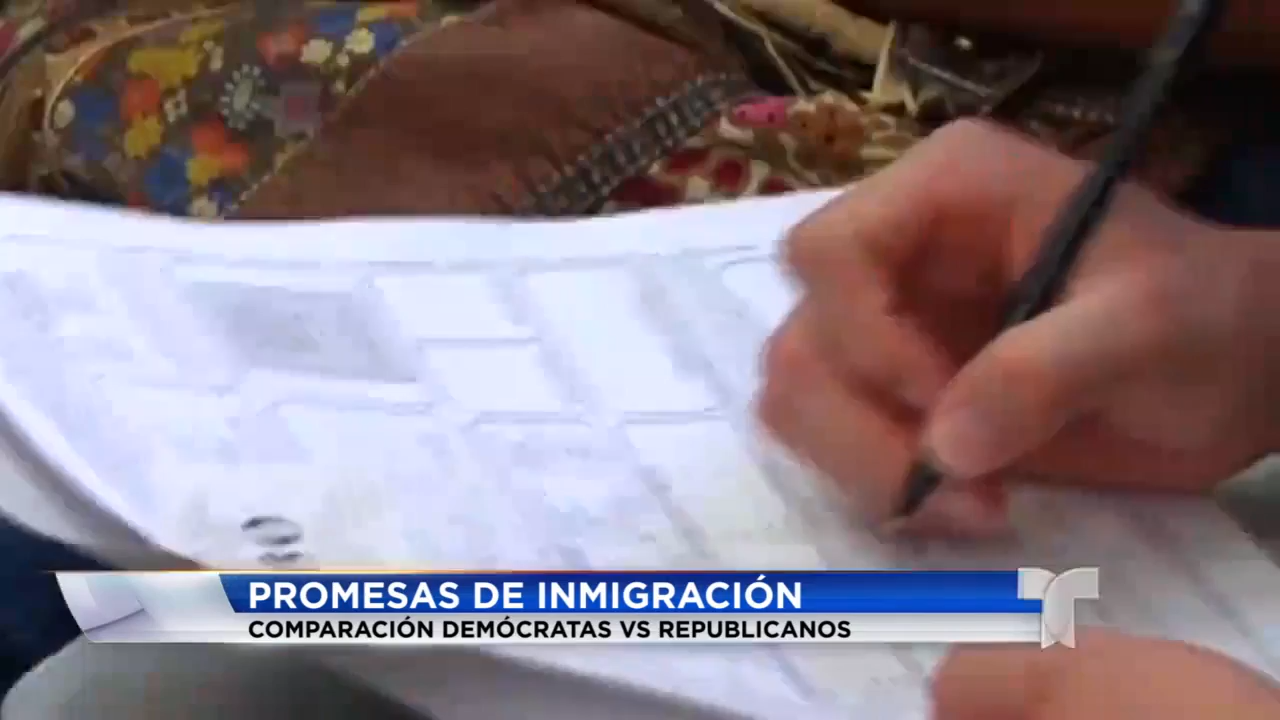 PROMESAS DE INMIGRACIÓN
COMPARACIÓN DEMÓCRATAS VS REPUBLICANOS